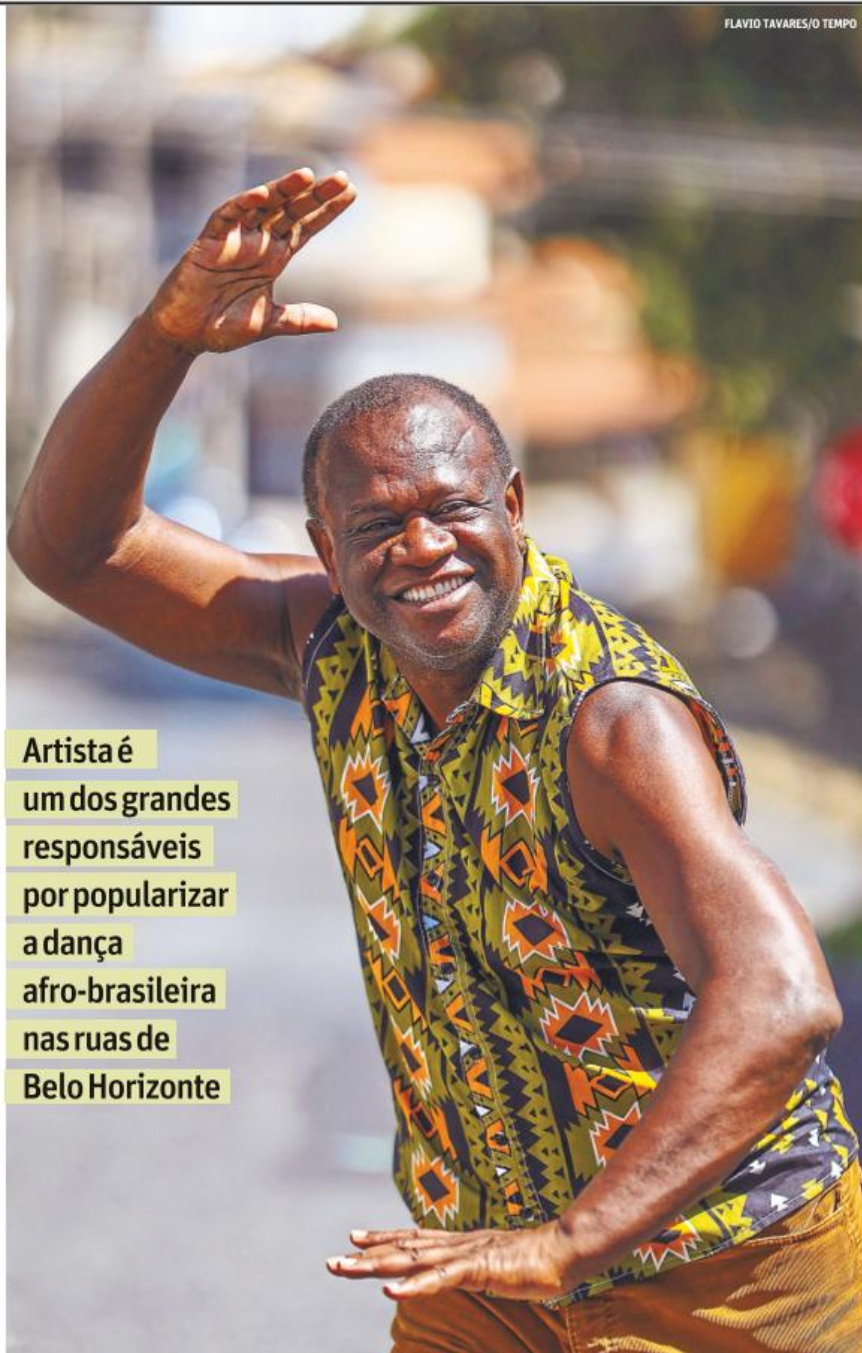 FLAVIO TAVARES/O TEMPO
Artista é
um dos grandes
responsáveis
por popularizar
a dança
afro-brasileira
nas ruas de
Belo Horizonte